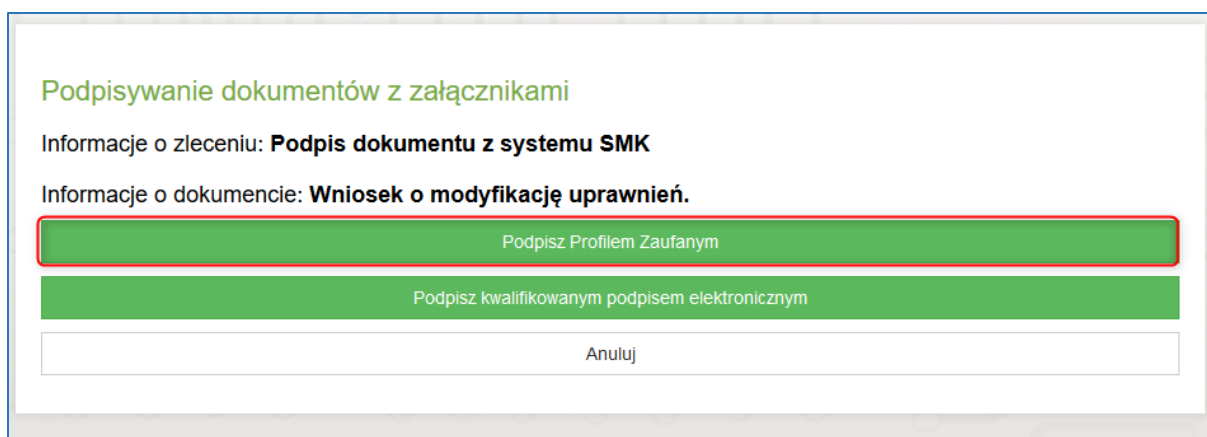 Podpisywanie dokumentów z załącznikami
Informacje o zleceniu: Podpis dokumentu z systemu SMK
Informacje o dokumencie: Wniosek o modyfikację uprawnień.
Podpisz Profilem Zaufanym
Podpisz kwalifikowanym podpisem elektronicznym
Anuluj